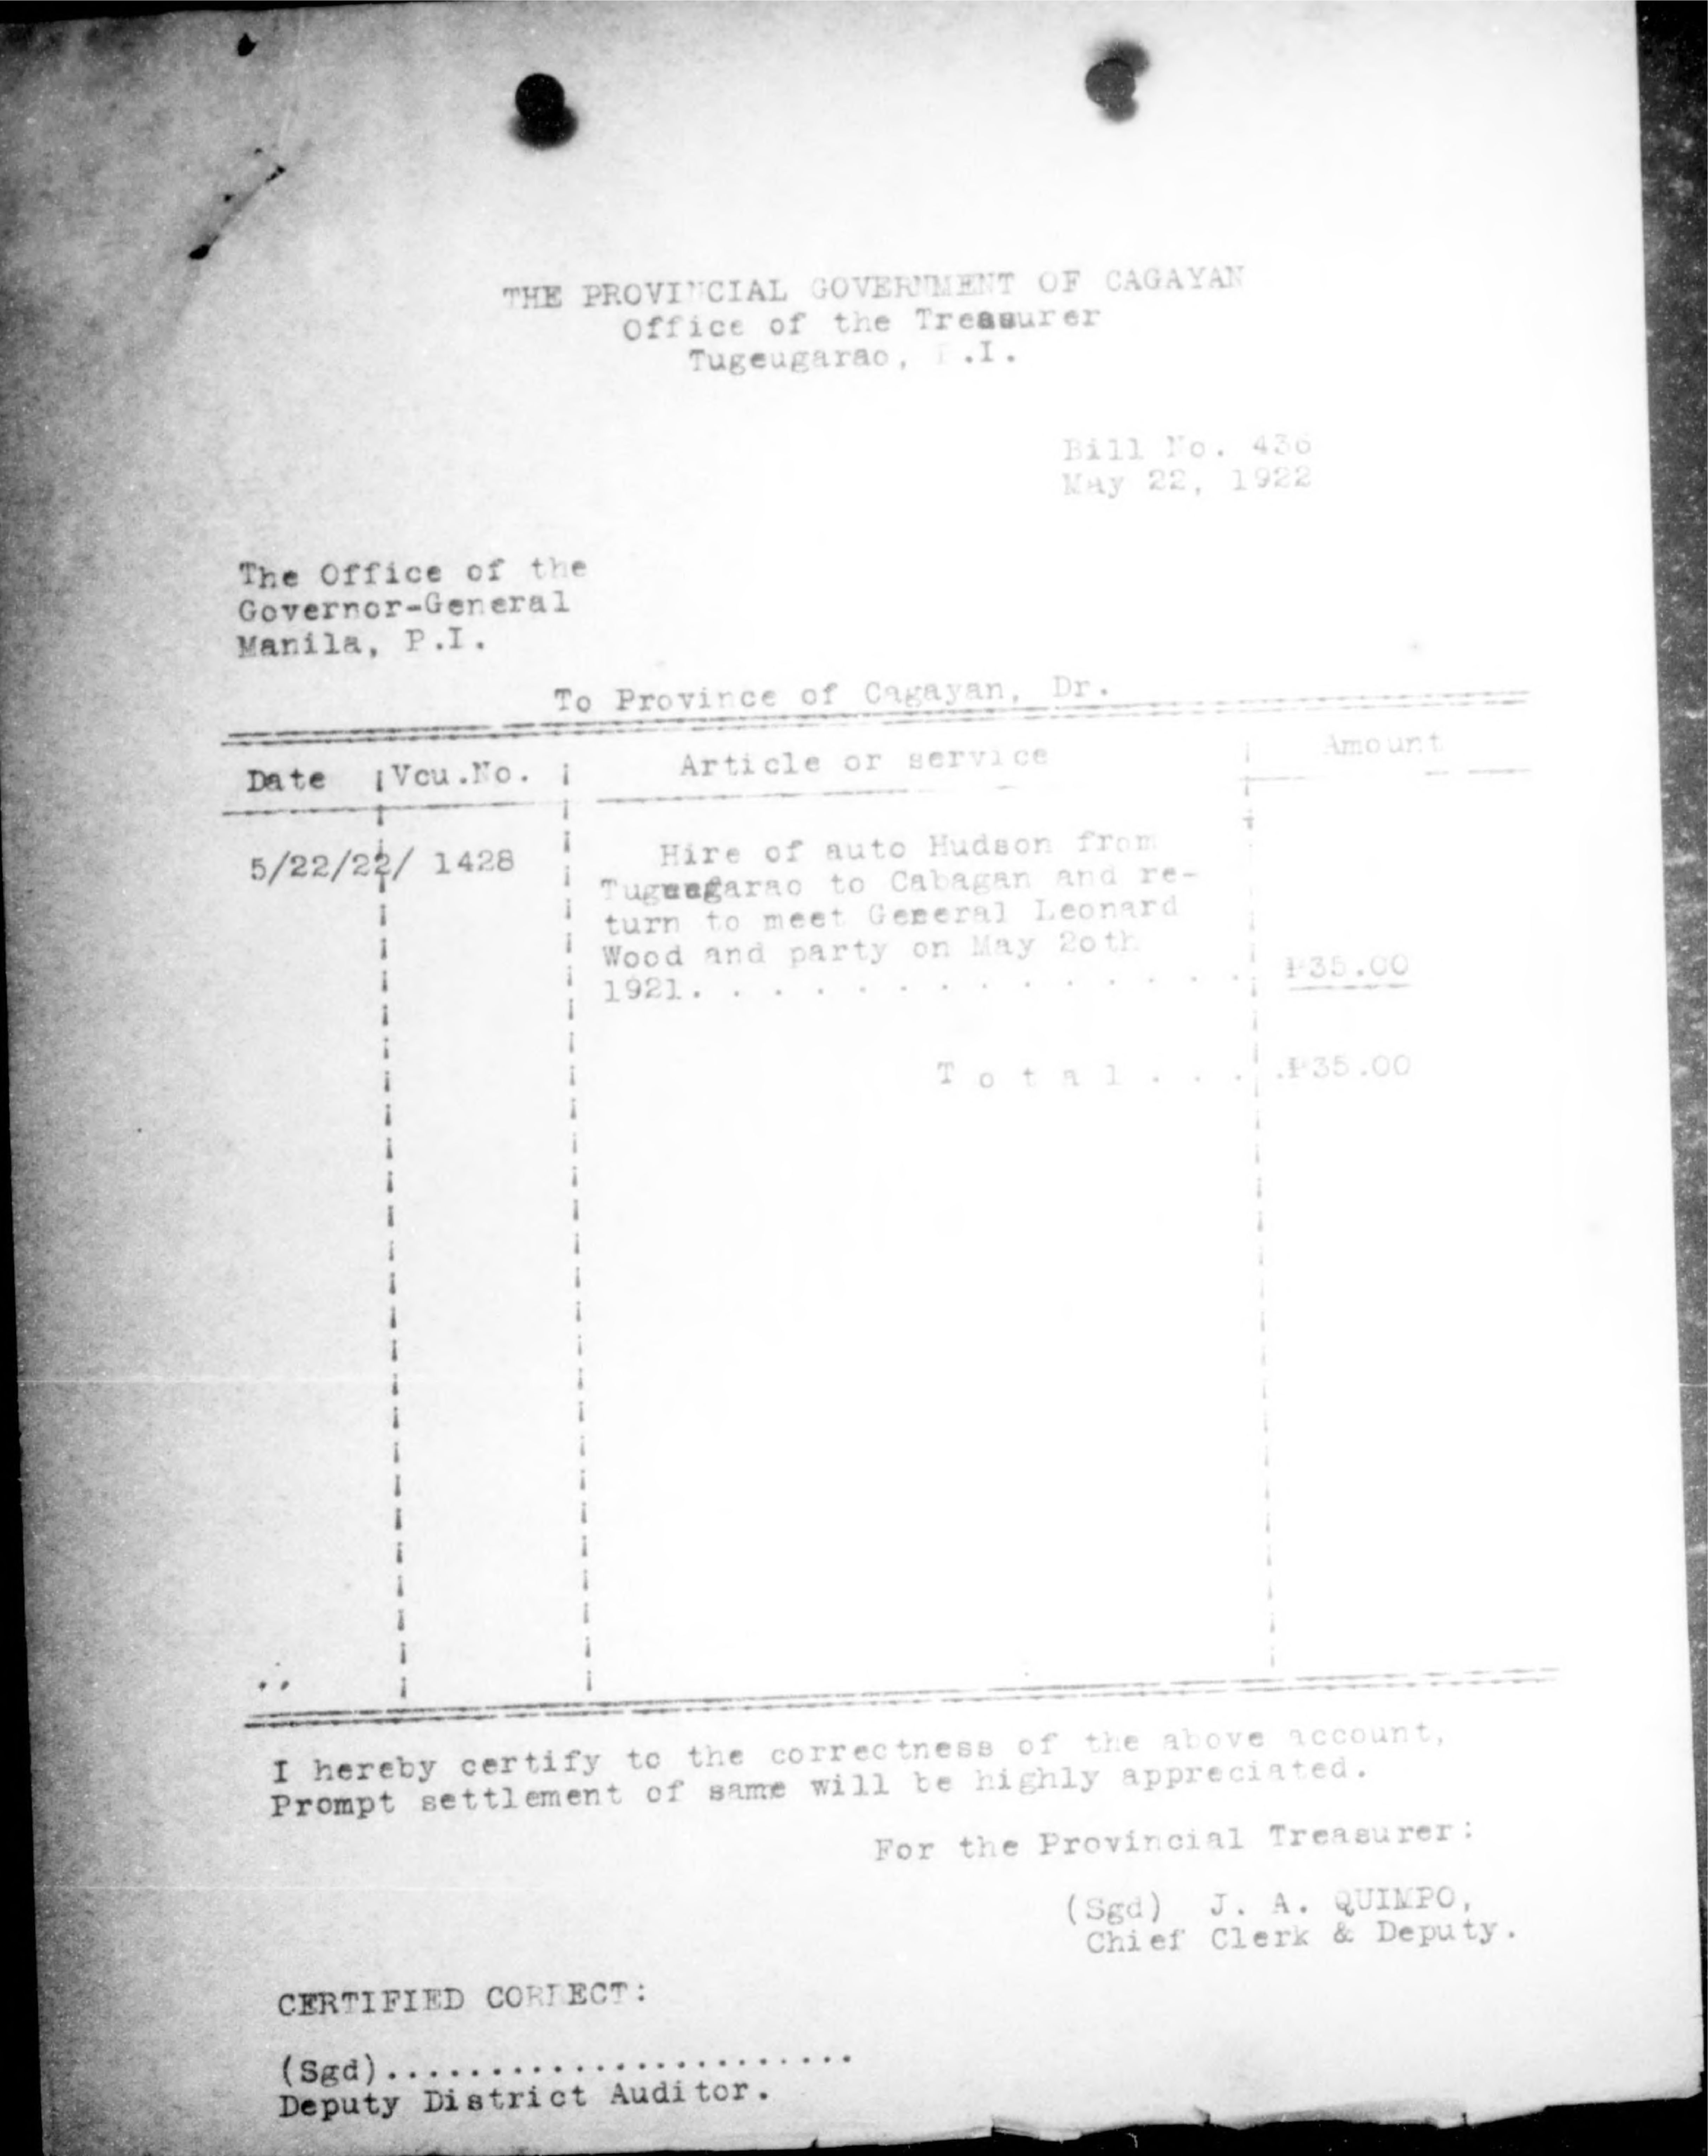 THE PROVINCIAL GOVERNMENT OF CAGAYAN
Office of the Treasurer
Tugeugarao, P.I.
Bill No. 436
May 22, 1922
The Office of the
Governor-General
Manila, P.I.
To Province of Cagayan, Dr.
Date Vcu.No. Article or service Amount
5/22/22/ 1428 Hire of auto Hudson from
Tuguegarao to Cabagan and re-
turn to meet General Leonard
Wood and party on May 2oth
1921. . . . . . . . . . . . . . ₱35.00
T o t a l . . . .₱35.00
I hereby certify to the correctness of the above account,
Prompt settlement of same will be highly appreciated.
For the Provincial Treasurer:
(Sgd) J. A. QUIMPO,
Chief Clerk & Deputy.
CERTIFIED CORRECT:
(Sgd).......................
Deputy District Auditor.